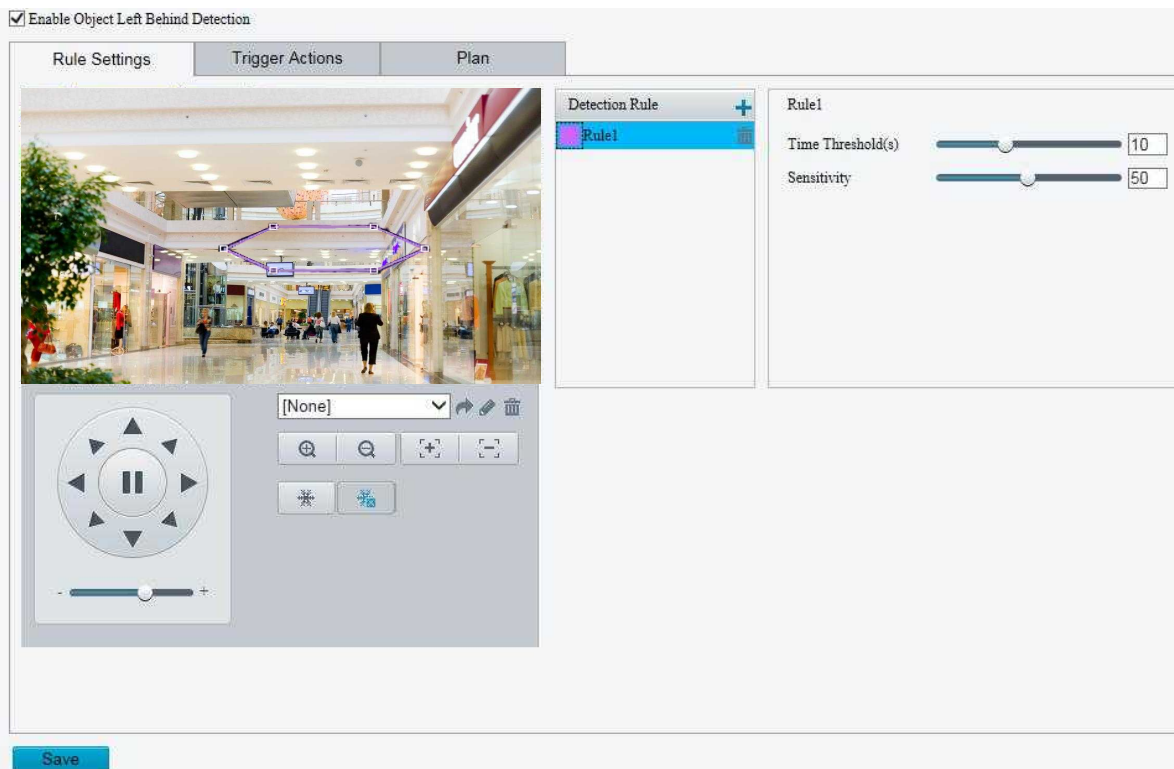 Enable Object Left Behind Detection
Rule Settings
Trigger Actions
Plan
Detection Rule
Rule1
Rule1
Time Threshold(s)
10
Sensitivity
50
[None]
- +
Save